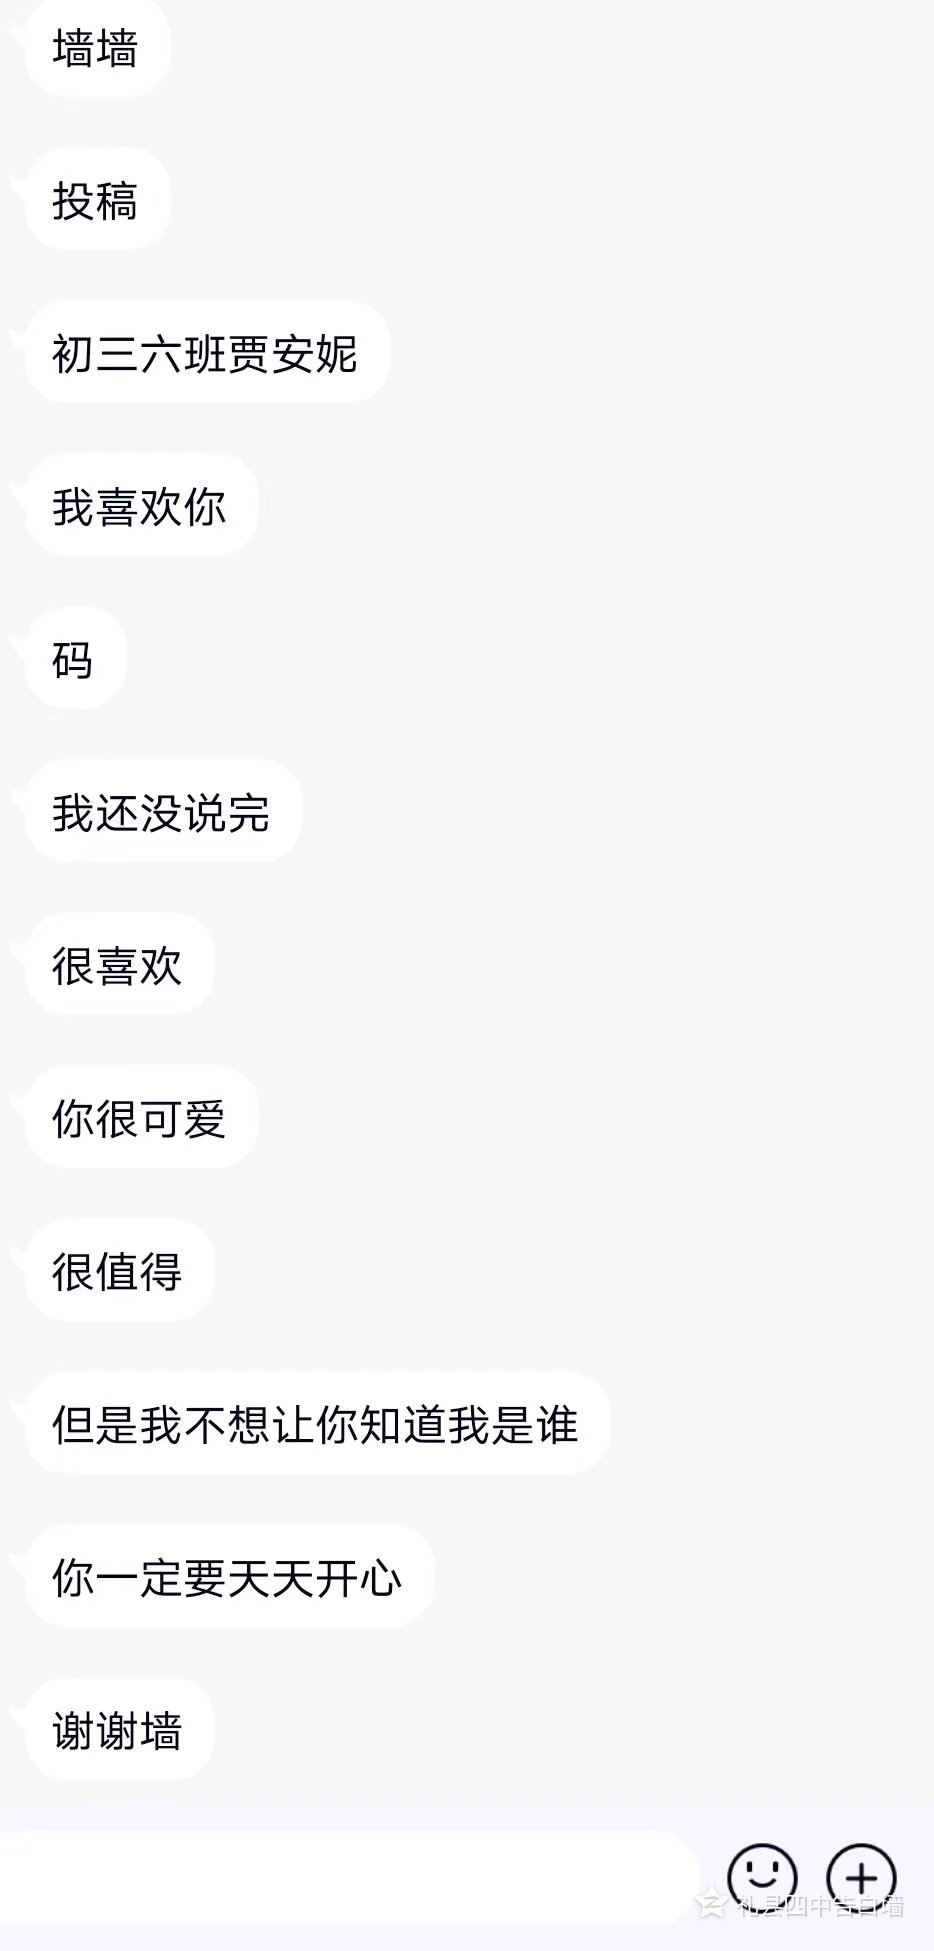 墙墙
投稿
初三六班贾安妮
我喜欢你
码
我还没说完
很喜欢
你很可爱
很值得
但是我不想让你知道我是谁
你一定要天天开心
谢谢墙
礼县四中告白墙